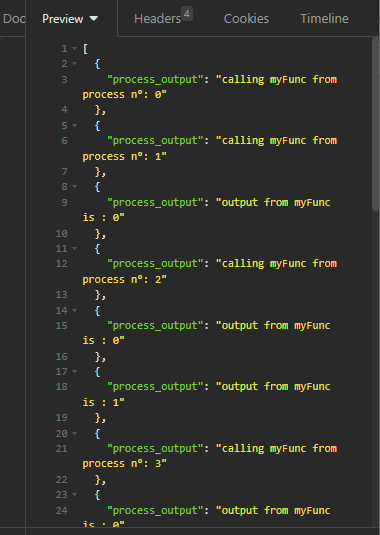 Doc Preview Headers 4 Cookies Timeline
1 [
2 {
3 "process_output": "calling myFunc from
process n°: 0"
4 },
5 {
6 "process_output": "calling myFunc from
process n°: 1"
7 },
8 {
9 "process_output": "output from myFunc
is : 0"
10 },
11 {
12 "process_output": "calling myFunc from
process n°: 2"
13 },
14 {
15 "process_output": "output from myFunc
is : 0"
16 },
17 {
18 "process_output": "output from myFunc
is : 1"
19 },
20 {
21 "process_output": "calling myFunc from
process n°: 3"
22 },
23 {
24 "process_output": "output from myFunc
is : 0"